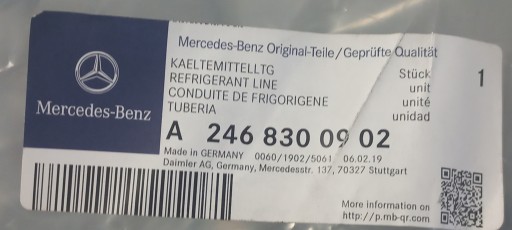 Mercedes-Benz
Mercedes-Benz Original-Teile/Geprüfte Qualität
KAELTEMITTELLTG
REFRIGERANT LINE
CONDUITE DE FRIGORIGENE
TUBERIA
Stück 1
unit
unité
unidad
A 246 830 09 02
Made in GERMANY 0060/1902/5061 06.02.19
Daimler AG, Germany, Mercedesstr. 137, 70327 Stuttgart
More information on
http://p.mb-qr.com